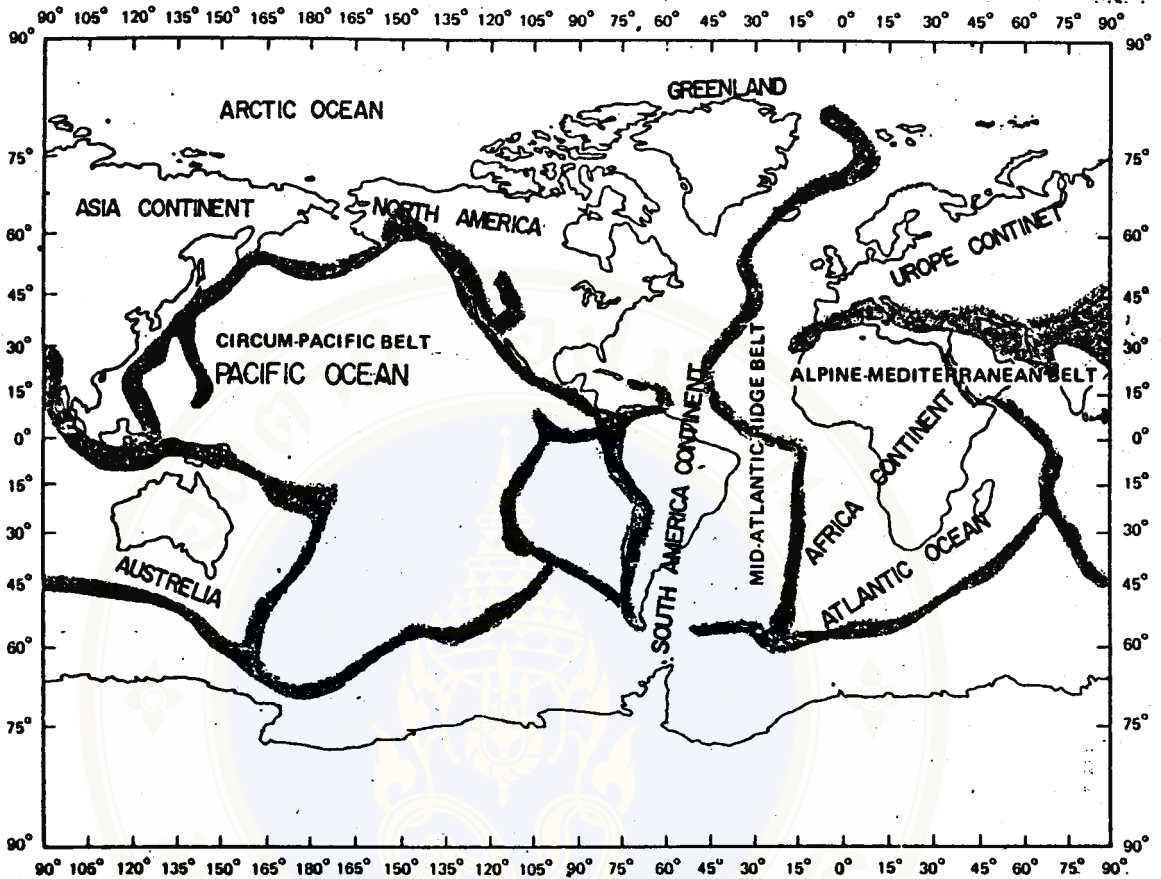 90° 105° 120° 135° 150° 165° 180° 165° 150° 135° 120° 105° 90° 75° 60° 45° 30° 15° 0° 15° 30° 45° 60° 75° 90°
90° 90°
GREENLAND
ARCTIC OCEAN
75° 75°
ASIA CONTINENT
NORTH AMERICA
60° 60°
UROPE CONTINET
45° 45°
CIRCUM-PACIFIC BELT
30° 30°
PACIFIC OCEAN
ALPINE-MEDITERRANEAN BELT
15° 15°
MID-ATLANTIC RIDGE BELT
SOUTH AMERICA CONTINENT
AFRICA CONTINENT
0° 0°
15° 15°
30° 30°
ATLANTIC OCEAN
AUSTRELIA
45° 45°
60° 60°
75° 75°
90° 90°
90° 105° 120° 135° 150° 165° 180° 165° 150° 135° 120° 105° 90° 75° 60° 45° 30° 15° 0° 15° 30° 45° 60° 75° 90°